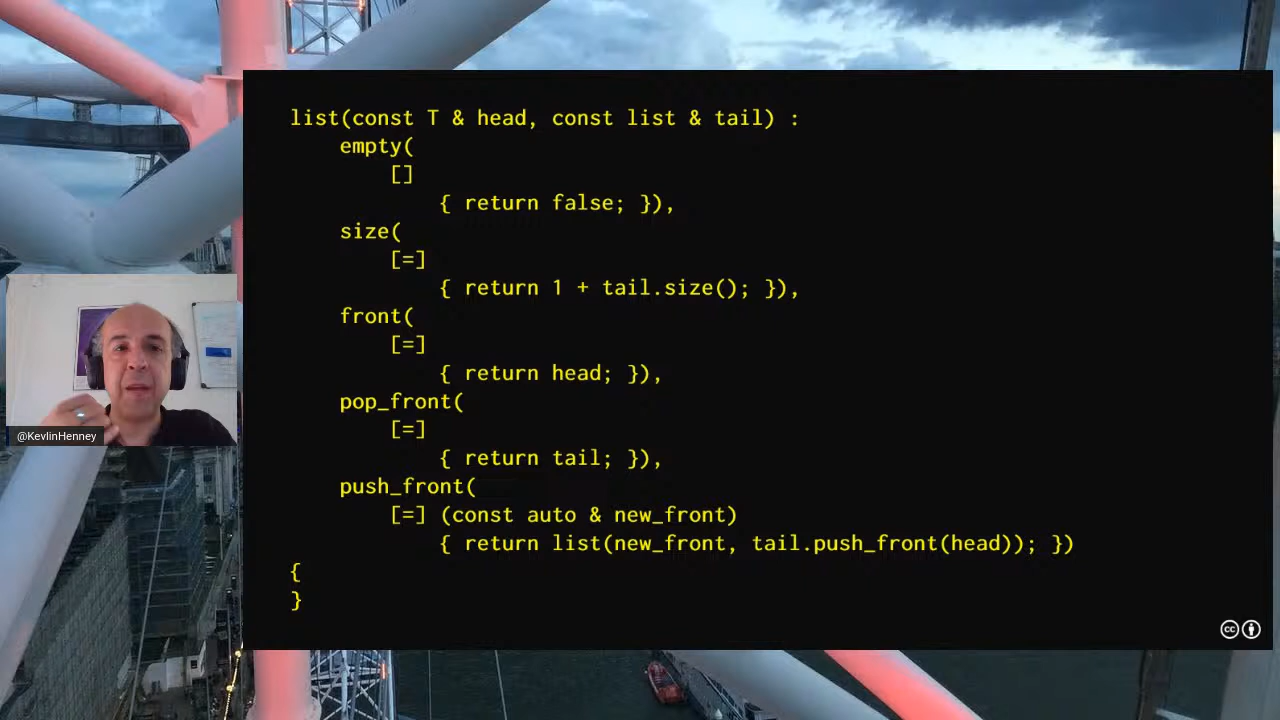 list(const T & head, const list & tail) :
empty(
[]
{ return false; }),
size(
[=]
{ return 1 + tail.size(); }),
front(
[=]
{ return head; }),
pop_front(
[=]
{ return tail; }),
push_front(
[=] (const auto & new_front)
{ return list(new_front, tail.push_front(head)); })
{
}
@KevlinHenney
cc